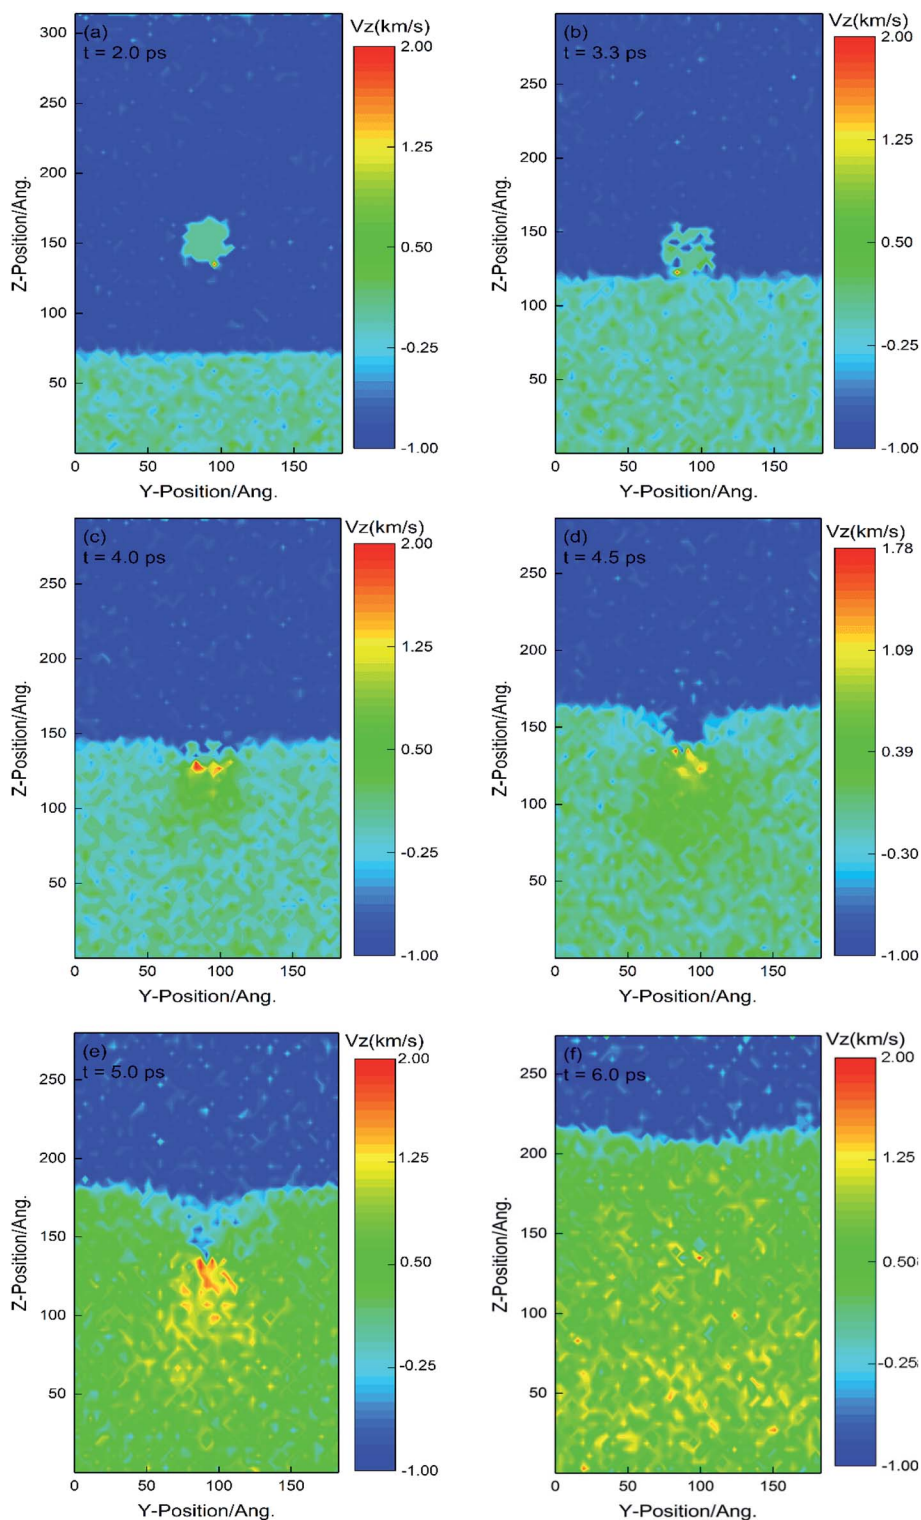 Vz(km/s)
(a)
t = 2.0 ps
300
250
200
150
100
50
Z-Position/Ang.
0
50
100
150
Y-Position/Ang.
2.00
1.25
0.50
-0.25
-1.00
Vz(km/s)
(b)
t = 3.3 ps
250
200
150
100
50
Z-Position/Ang.
0
50
100
150
Y-Position/Ang.
2.00
1.25
0.50
-0.25
-1.00
Vz(km/s)
(c)
t = 4.0 ps
250
200
150
100
50
Z-Position/Ang.
0
50
100
150
Y-Position/Ang.
2.00
1.25
0.50
-0.25
-1.00
Vz(km/s)
(d)
t = 4.5 ps
250
200
150
100
50
Z-Position/Ang.
0
50
100
150
Y-Position/Ang.
1.78
1.09
0.39
-0.30
-1.00
Vz(km/s)
(e)
t = 5.0 ps
250
200
150
100
50
Z-Position/Ang.
0
50
100
150
Y-Position/Ang.
2.00
1.25
0.50
-0.25
-1.00
Vz(km/s)
(f)
t = 6.0 ps
250
200
150
100
50
Z-Position/Ang.
0
50
100
150
Y-Position/Ang.
2.00
1.25
0.50
-0.25
-1.00